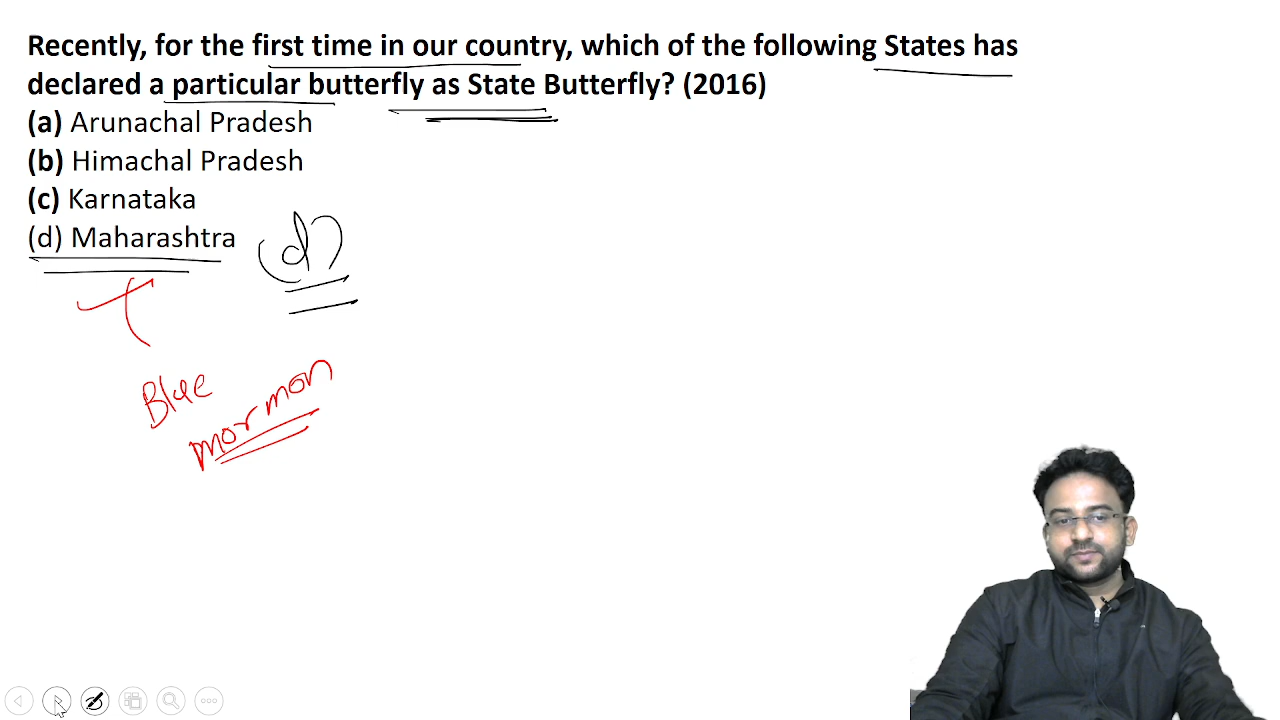 Recently, for the first time in our country, which of the following States has
declared a particular butterfly as State Butterfly? (2016)
(a) Arunachal Pradesh
(b) Himachal Pradesh
(c) Karnataka
(d) Maharashtra
(d)
Blue
mormon